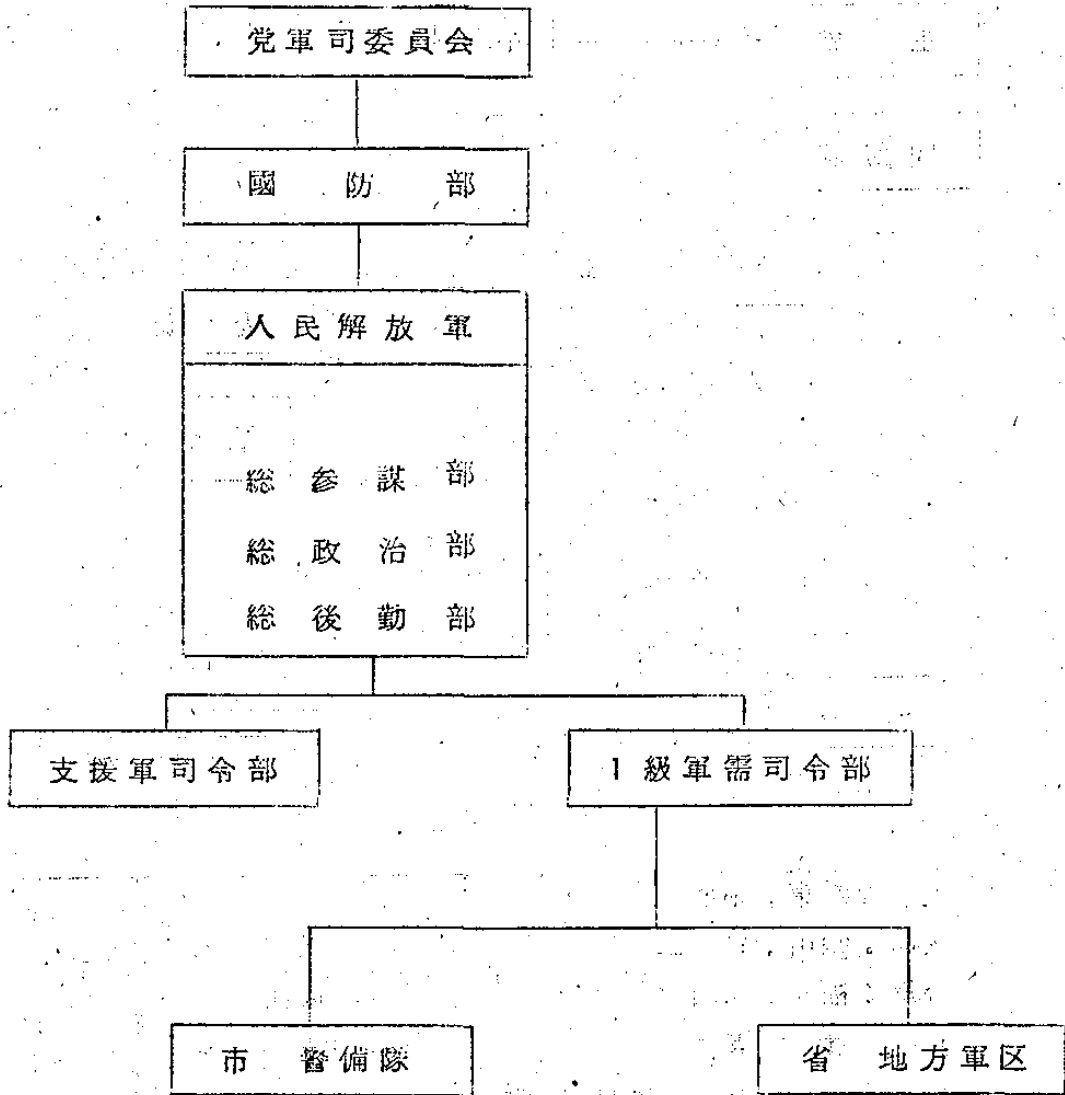 党軍司委員会
國防部
人民解放軍
総参謀部
総政治部
総後勤部
支援軍司令部
1級軍需司令部
市 警備隊
省 地方軍区